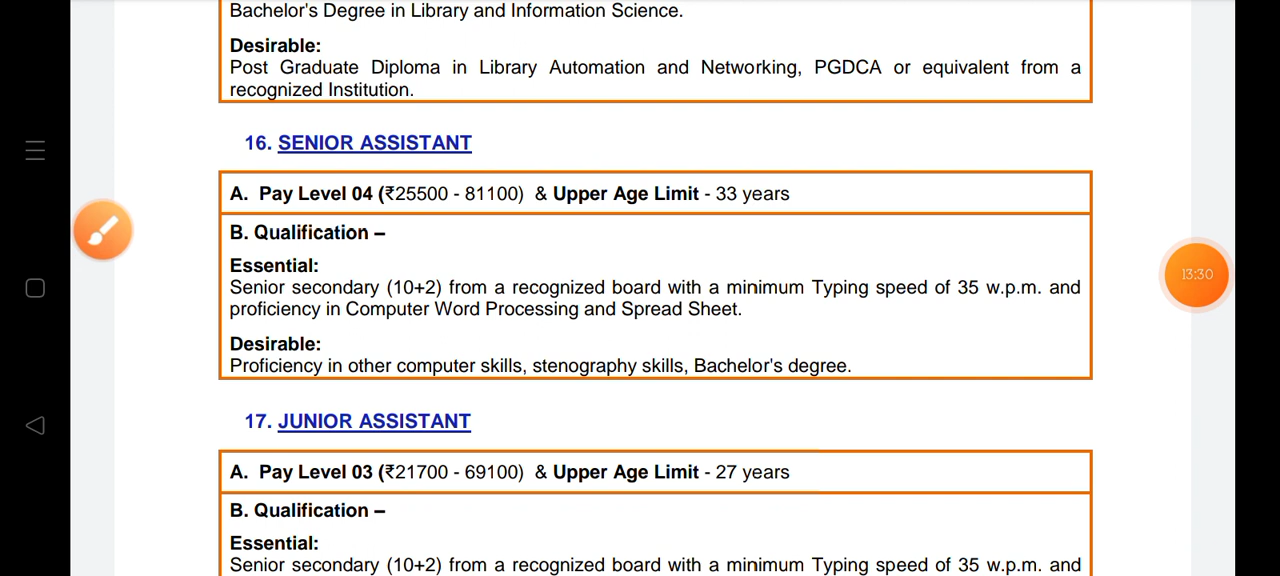 Bachelor's Degree in Library and Information Science.
Desirable:
Post Graduate Diploma in Library Automation and Networking, PGDCA or equivalent from a
recognized Institution.
16. SENIOR ASSISTANT
A. Pay Level 04 (₹25500 - 81100) & Upper Age Limit - 33 years
B. Qualification –
Essential:
Senior secondary (10+2) from a recognized board with a minimum Typing speed of 35 w.p.m. and
proficiency in Computer Word Processing and Spread Sheet.
Desirable:
Proficiency in other computer skills, stenography skills, Bachelor's degree.
17. JUNIOR ASSISTANT
A. Pay Level 03 (₹21700 - 69100) & Upper Age Limit - 27 years
B. Qualification –
Essential:
Senior secondary (10+2) from a recognized board with a minimum Typing speed of 35 w.p.m. and
13:30